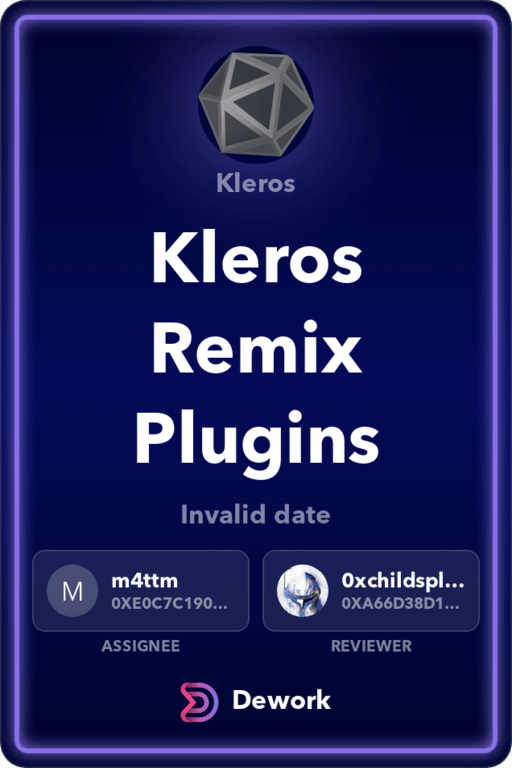 Kleros
Kleros
Remix
Plugins
Invalid date
M
m4ttm
0XE0C7C190...
0xchildspl...
0XA66D38D1...
ASSIGNEE
REVIEWER
Dework